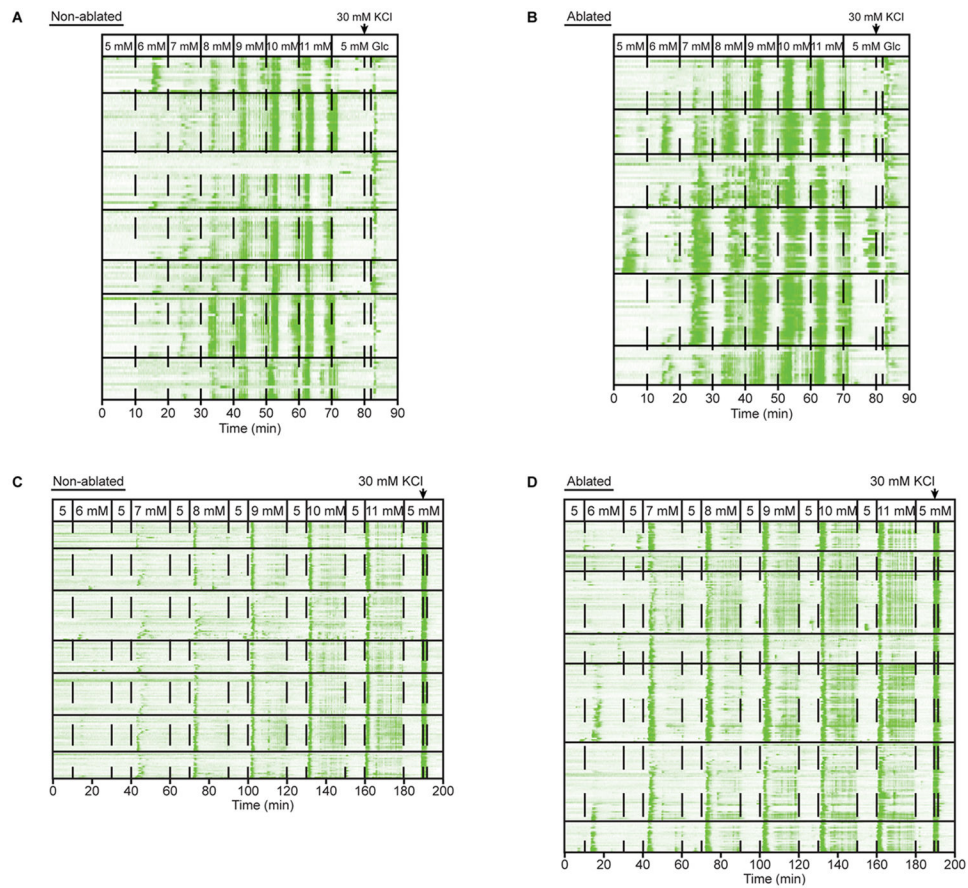 A
Non-ablated
30 mM KCl
5 mM 6 mM 7 mM 8 mM 9 mM 10 mM 11 mM 5 mM Glc
0 10 20 30 40 50 60 70 80 90
Time (min)
B
Ablated
30 mM KCl
5 mM 6 mM 7 mM 8 mM 9 mM 10 mM 11 mM 5 mM Glc
0 10 20 30 40 50 60 70 80 90
Time (min)
C
Non-ablated
30 mM KCl
5 6 mM 5 7 mM 5 8 mM 5 9 mM 5 10 mM 5 11 mM 5 mM
0 20 40 60 80 100 120 140 160 180 200
Time (min)
D
Ablated
30 mM KCl
5 6 mM 5 7 mM 5 8 mM 5 9 mM 5 10 mM 5 11 mM 5 mM
0 20 40 60 80 100 120 140 160 180 200
Time (min)